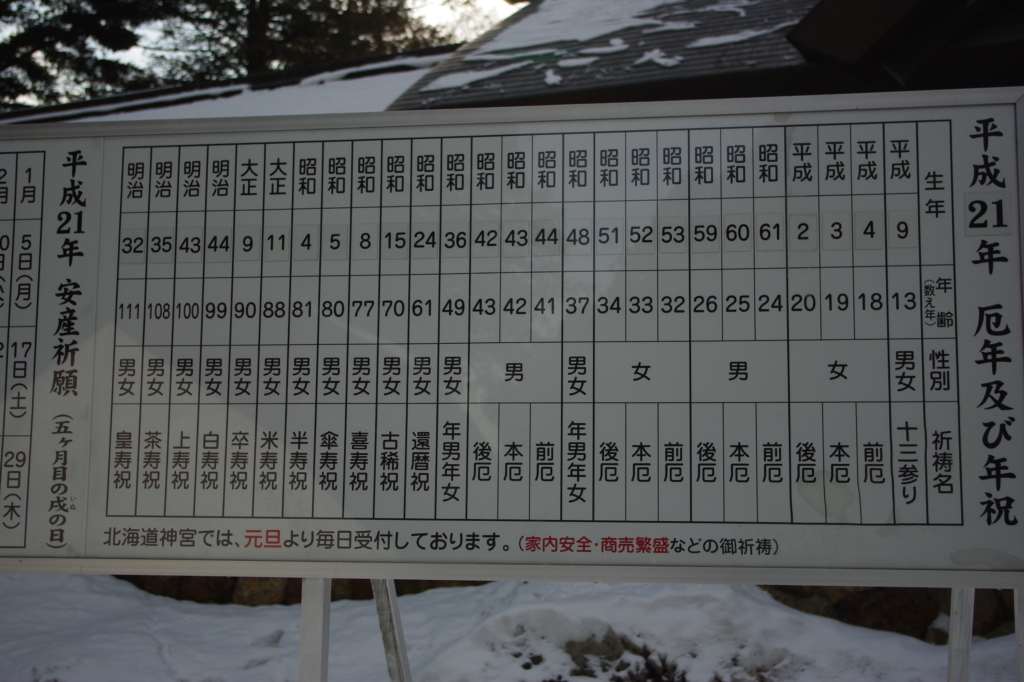 平成21年 厄年及び年祝
生年 年齢(数え年) 性別 祈祷名
平成 9 13 男女 十三参り
平成 4 18 前厄
平成 3 19 女 本厄
平成 2 20 後厄
昭和 61 24 前厄
昭和 60 25 男 本厄
昭和 59 26 後厄
昭和 53 32 前厄
昭和 52 33 女 本厄
昭和 51 34 後厄
昭和 48 37 男女 年男年女
昭和 44 41 前厄
昭和 43 42 男 本厄
昭和 42 43 後厄
昭和 36 49 男女 年男年女
昭和 24 61 男女 還暦祝
昭和 15 70 男女 古稀祝
昭和 8 77 男女 喜寿祝
昭和 5 80 男女 傘寿祝
昭和 4 81 男女 半寿祝
大正 11 88 男女 米寿祝
大正 9 90 男女 卒寿祝
明治 44 99 男女 白寿祝
明治 43 100 男女 上寿祝
明治 35 108 男女 茶寿祝
明治 32 111 男女 皇寿祝
北海道神宮では、元旦より毎日受付しております。(家内安全・商売繁盛などの御祈祷)
平成21年 安産祈願 (五ヶ月目の戌の日)
いぬ
1月 5日(月) 17日(土) 29日(木)